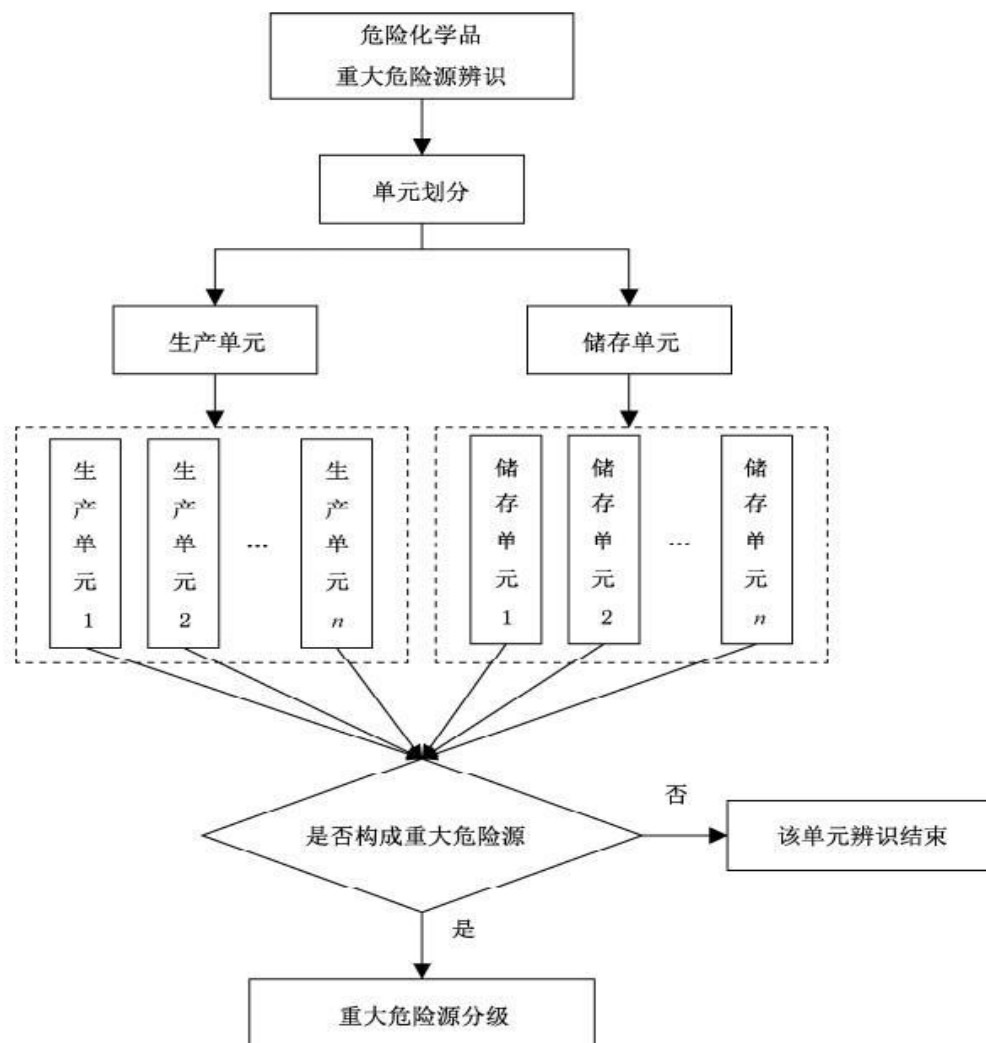 危险化学品
重大危险源辨识
单元划分
生产单元
储存单元
生产单元1
生产单元2
...
生产单元n
储存单元1
储存单元2
...
储存单元n
是否构成重大危险源
否
该单元辨识结束
是
重大危险源分级